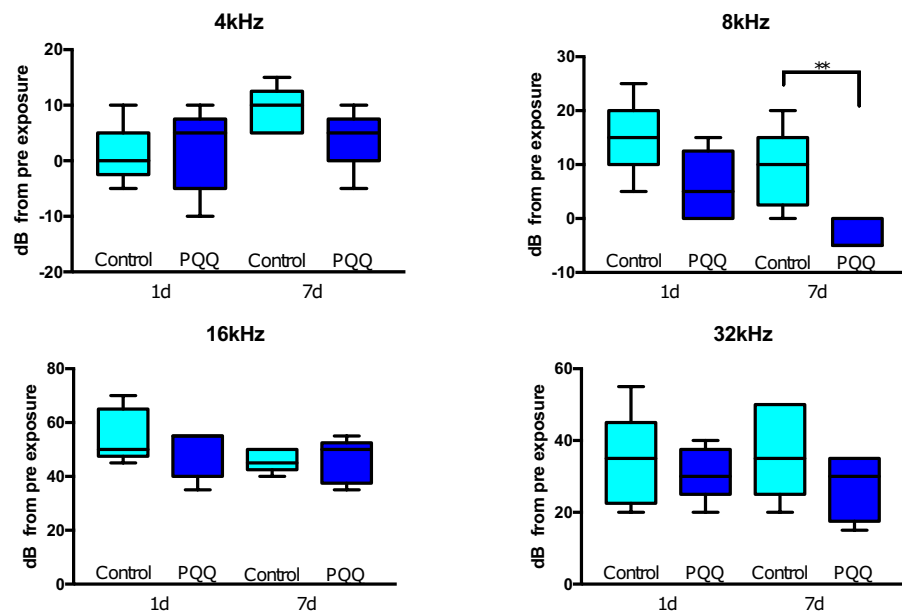 4kHz
20
10
0
-10
-20
dB from pre exposure
Control PQQ Control PQQ
1d 7d
8kHz
30
20
10
0
-10
dB from pre exposure
**
Control PQQ Control PQQ
1d 7d
16kHz
80
60
40
20
0
dB from pre exposure
Control PQQ Control PQQ
1d 7d
32kHz
60
40
20
0
dB from pre exposure
Control PQQ Control PQQ
1d 7d